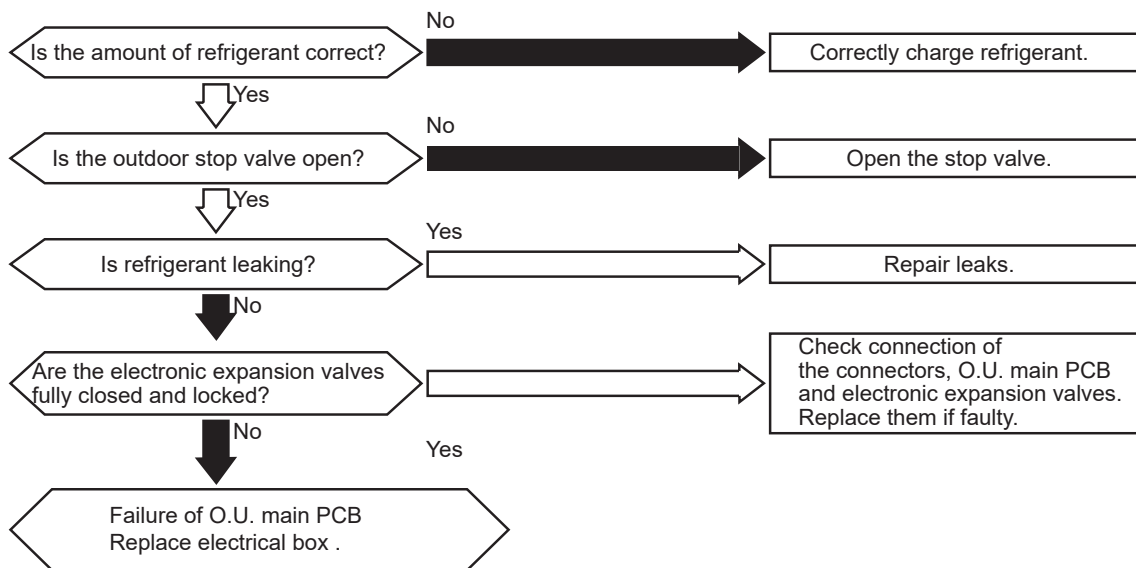 No
Is the amount of refrigerant correct?
Correctly charge refrigerant.
Yes
No
Is the outdoor stop valve open?
Open the stop valve.
Yes
Yes
Is refrigerant leaking?
Repair leaks.
No
Are the electronic expansion valves
fully closed and locked?
Check connection of
the connectors, O.U. main PCB
and electronic expansion valves.
Replace them if faulty.
No
Yes
Failure of O.U. main PCB
Replace electrical box .